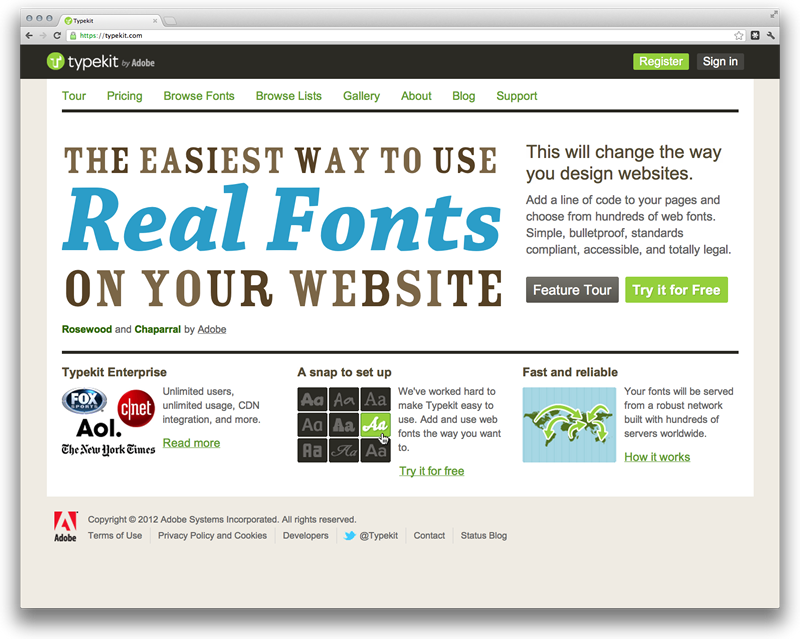 Typekit
https://typekit.com
typekit by Adobe
Register
Sign in
Tour
Pricing
Browse Fonts
Browse Lists
Gallery
About
Blog
Support
THE EASIEST WAY TO USE
Real Fonts
ON YOUR WEBSITE
Rosewood and Chaparral by Adobe
This will change the way
you design websites.
Add a line of code to your pages and
choose from hundreds of web fonts.
Simple, bulletproof, standards
compliant, accessible, and totally legal.
Feature Tour
Try it for Free
Typekit Enterprise
FOX
SPORTS
c|net
Aol.
The New York Times
Unlimited users,
unlimited usage, CDN
integration, and more.
Read more
A snap to set up
Aa Aa Aa
Aa Aa Aa
Aa Aa Aa
We've worked hard to
make Typekit easy to
use. Add and use web
fonts the way you want
to.
Try it for free
Fast and reliable
Your fonts will be served
from a robust network
built with hundreds of
servers worldwide.
How it works
Adobe
Copyright © 2012 Adobe Systems Incorporated. All rights reserved.
Terms of Use
Privacy Policy and Cookies
Developers
@Typekit
Contact
Status Blog